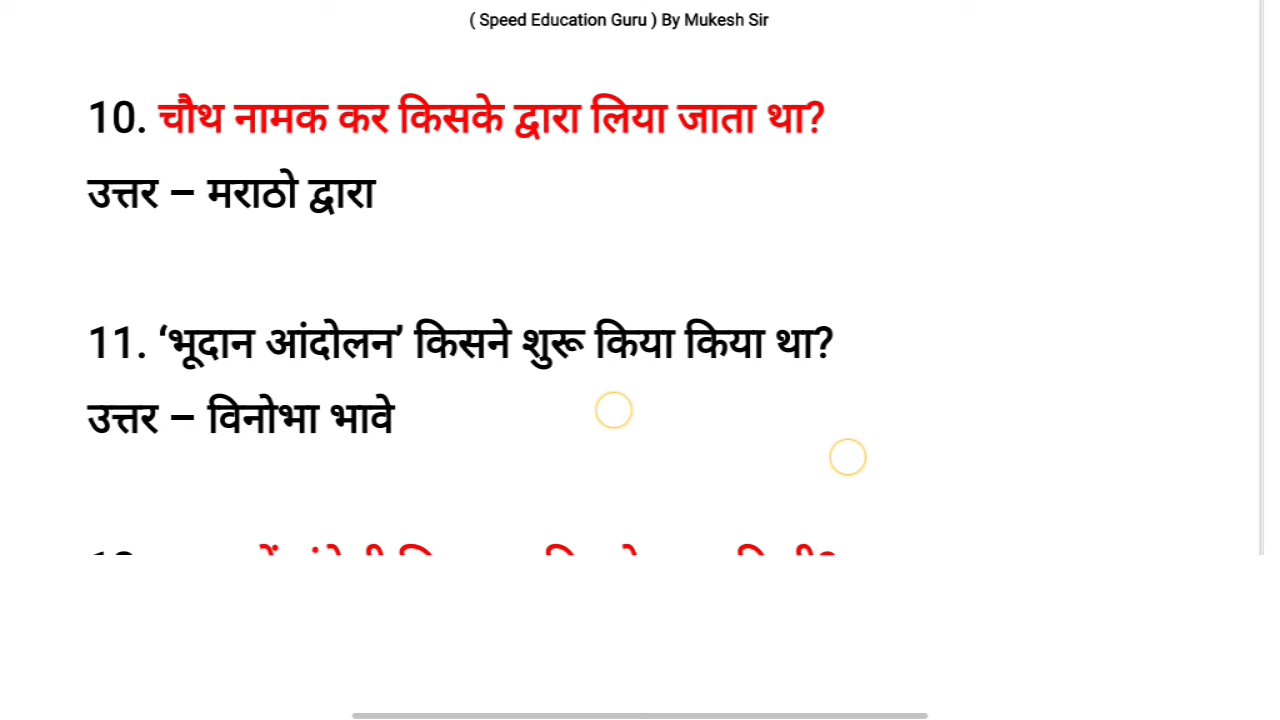 ( Speed Education Guru ) By Mukesh Sir
10. चौथ नामक कर किसके द्वारा लिया जाता था?
उत्तर – मराठो द्वारा
11. ‘भूदान आंदोलन’ किसने शुरू किया किया था?
उत्तर – विनोभा भावे